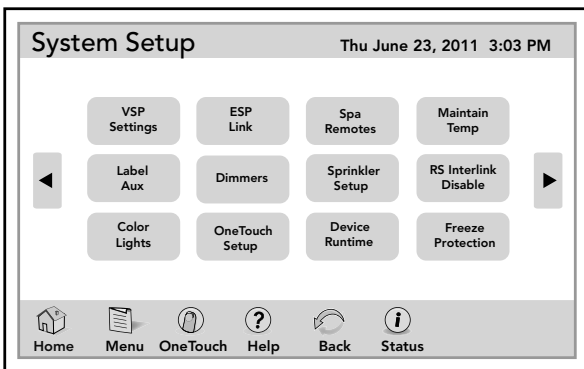 System Setup Thu June 23, 2011 3:03 PM
VSP Settings
ESP Link
Spa Remotes
Maintain Temp
Label Aux
Dimmers
Sprinkler Setup
RS Interlink Disable
Color Lights
OneTouch Setup
Device Runtime
Freeze Protection
Home Menu OneTouch Help Back Status